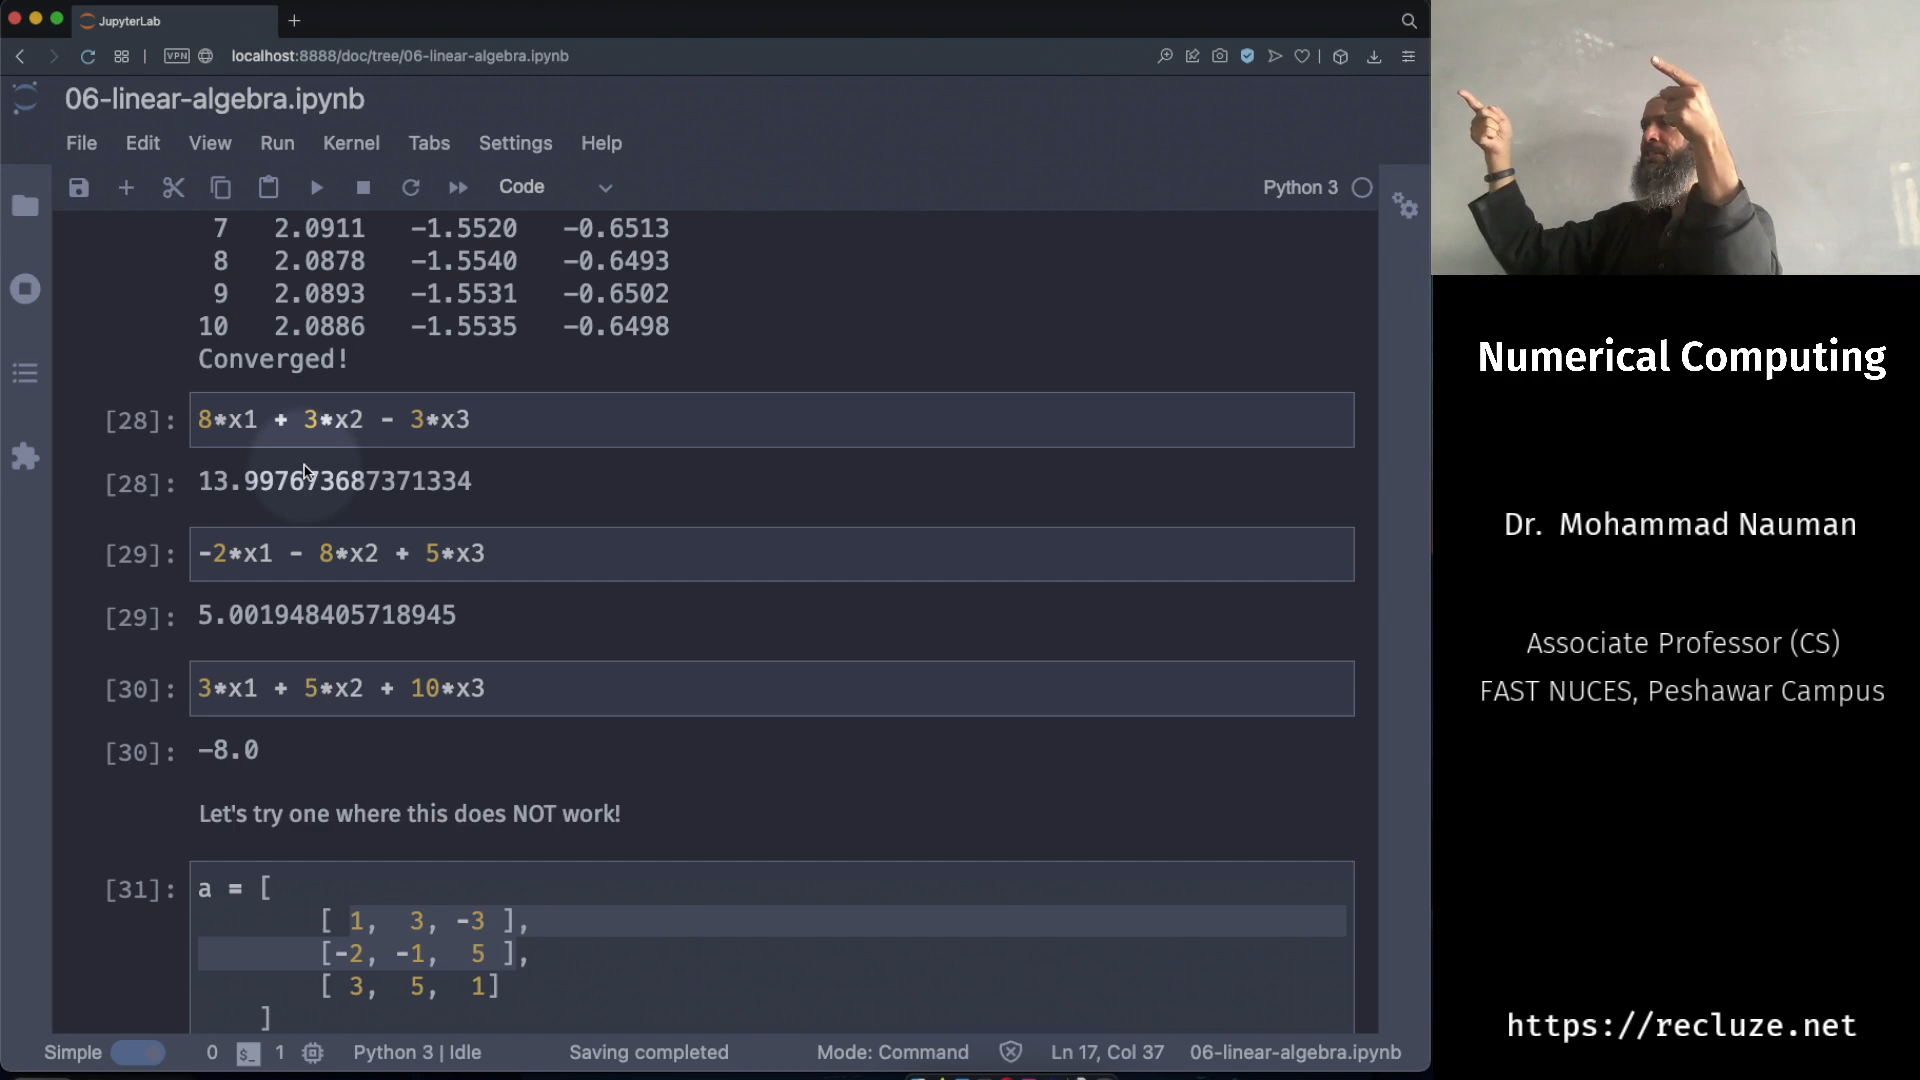 JupyterLab
VPN
localhost:8888/doc/tree/06-linear-algebra.ipynb
06-linear-algebra.ipynb
File Edit View Run Kernel Tabs Settings Help
Code
Python 3
7 2.0911 −1.5520 −0.6513
8 2.0878 −1.5540 −0.6493
9 2.0893 −1.5531 −0.6502
10 2.0886 −1.5535 −0.6498
Converged!
[28]: 8*x1 + 3*x2 - 3*x3
[28]: 13.997673687371334
[29]: -2*x1 - 8*x2 + 5*x3
[29]: 5.001948405718945
[30]: 3*x1 + 5*x2 + 10*x3
[30]: −8.0
Let's try one where this does NOT work!
[31]: a = [
[ 1, 3, -3 ],
[-2, -1, 5 ],
[ 3, 5, 1]
]
Simple 0 $_ 1 Python 3 | Idle Saving completed Mode: Command Ln 17, Col 37 06-linear-algebra.ipynb
Numerical Computing
Dr. Mohammad Nauman
Associate Professor (CS)
FAST NUCES, Peshawar Campus
https://recluze.net